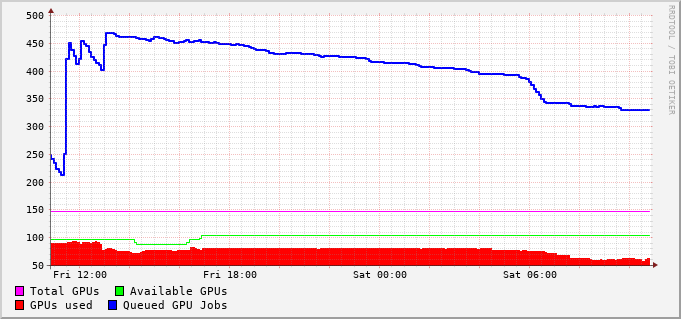 500
450
400
350
300
250
200
150
100
50
Fri 12:00 Fri 18:00 Sat 00:00 Sat 06:00
Total GPUs Available GPUs
GPUs used Queued GPU Jobs
RRDTOOL / TOBI OETIKER